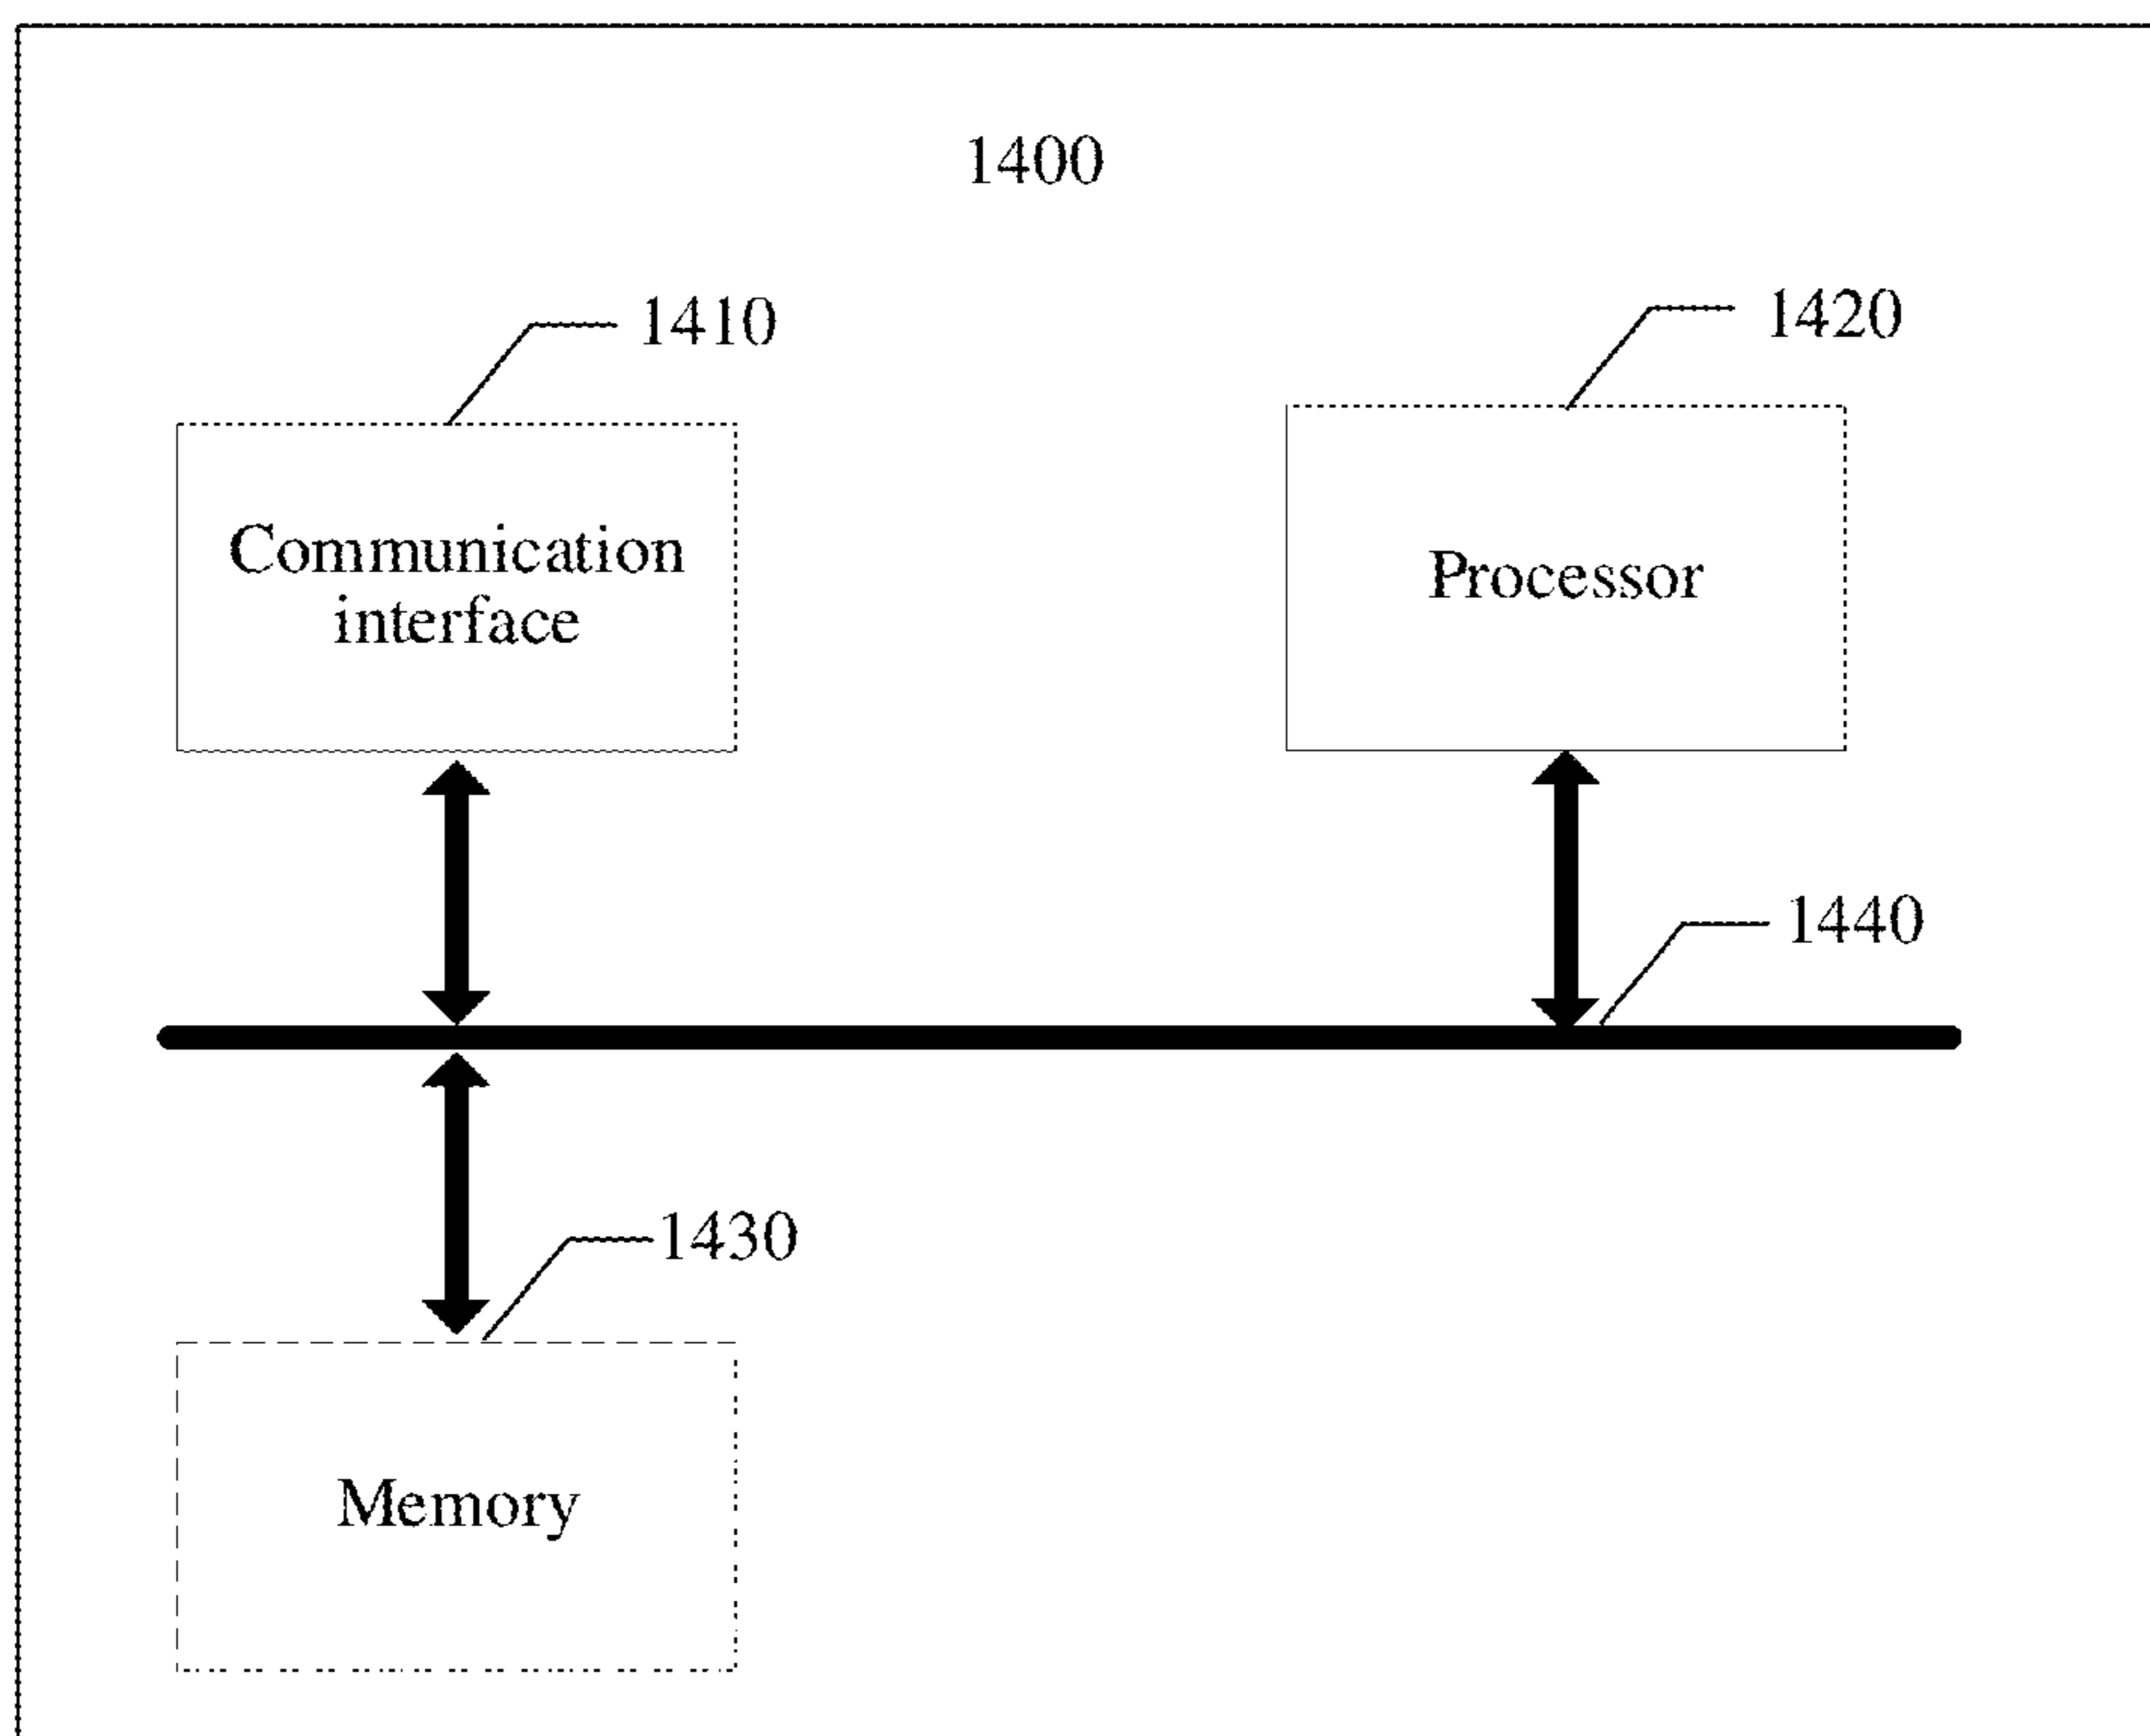 1400
1410
1420
Communication
interface
Processor
1440
1430
Memory